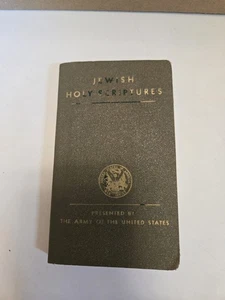 JEWISH
HOLY SCRIPTURES
PRESENTED BY
THE ARMY OF THE UNITED STATES